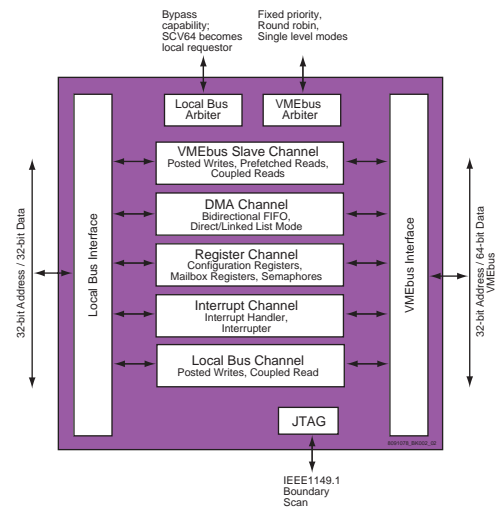 Bypass
capability;
SCV64 becomes
local requestor
Fixed priority,
Round robin,
Single level modes
Local Bus
Arbiter
VMEbus
Arbiter
VMEbus Slave Channel
Posted Writes, Prefetched Reads,
Coupled Reads
DMA Channel
Bidirectional FIFO,
Direct/Linked List Mode
Register Channel
Configuration Registers,
Mailbox Registers, Semaphores
Interrupt Channel
Interrupt Handler,
Interrupter
Local Bus Channel
Posted Writes, Coupled Read
32-bit Address / 32-bit Data
Local Bus Interface
VMEbus Interface
32-bit Address / 64-bit Data
VMEbus
JTAG
IEEE1149.1
Boundary
Scan